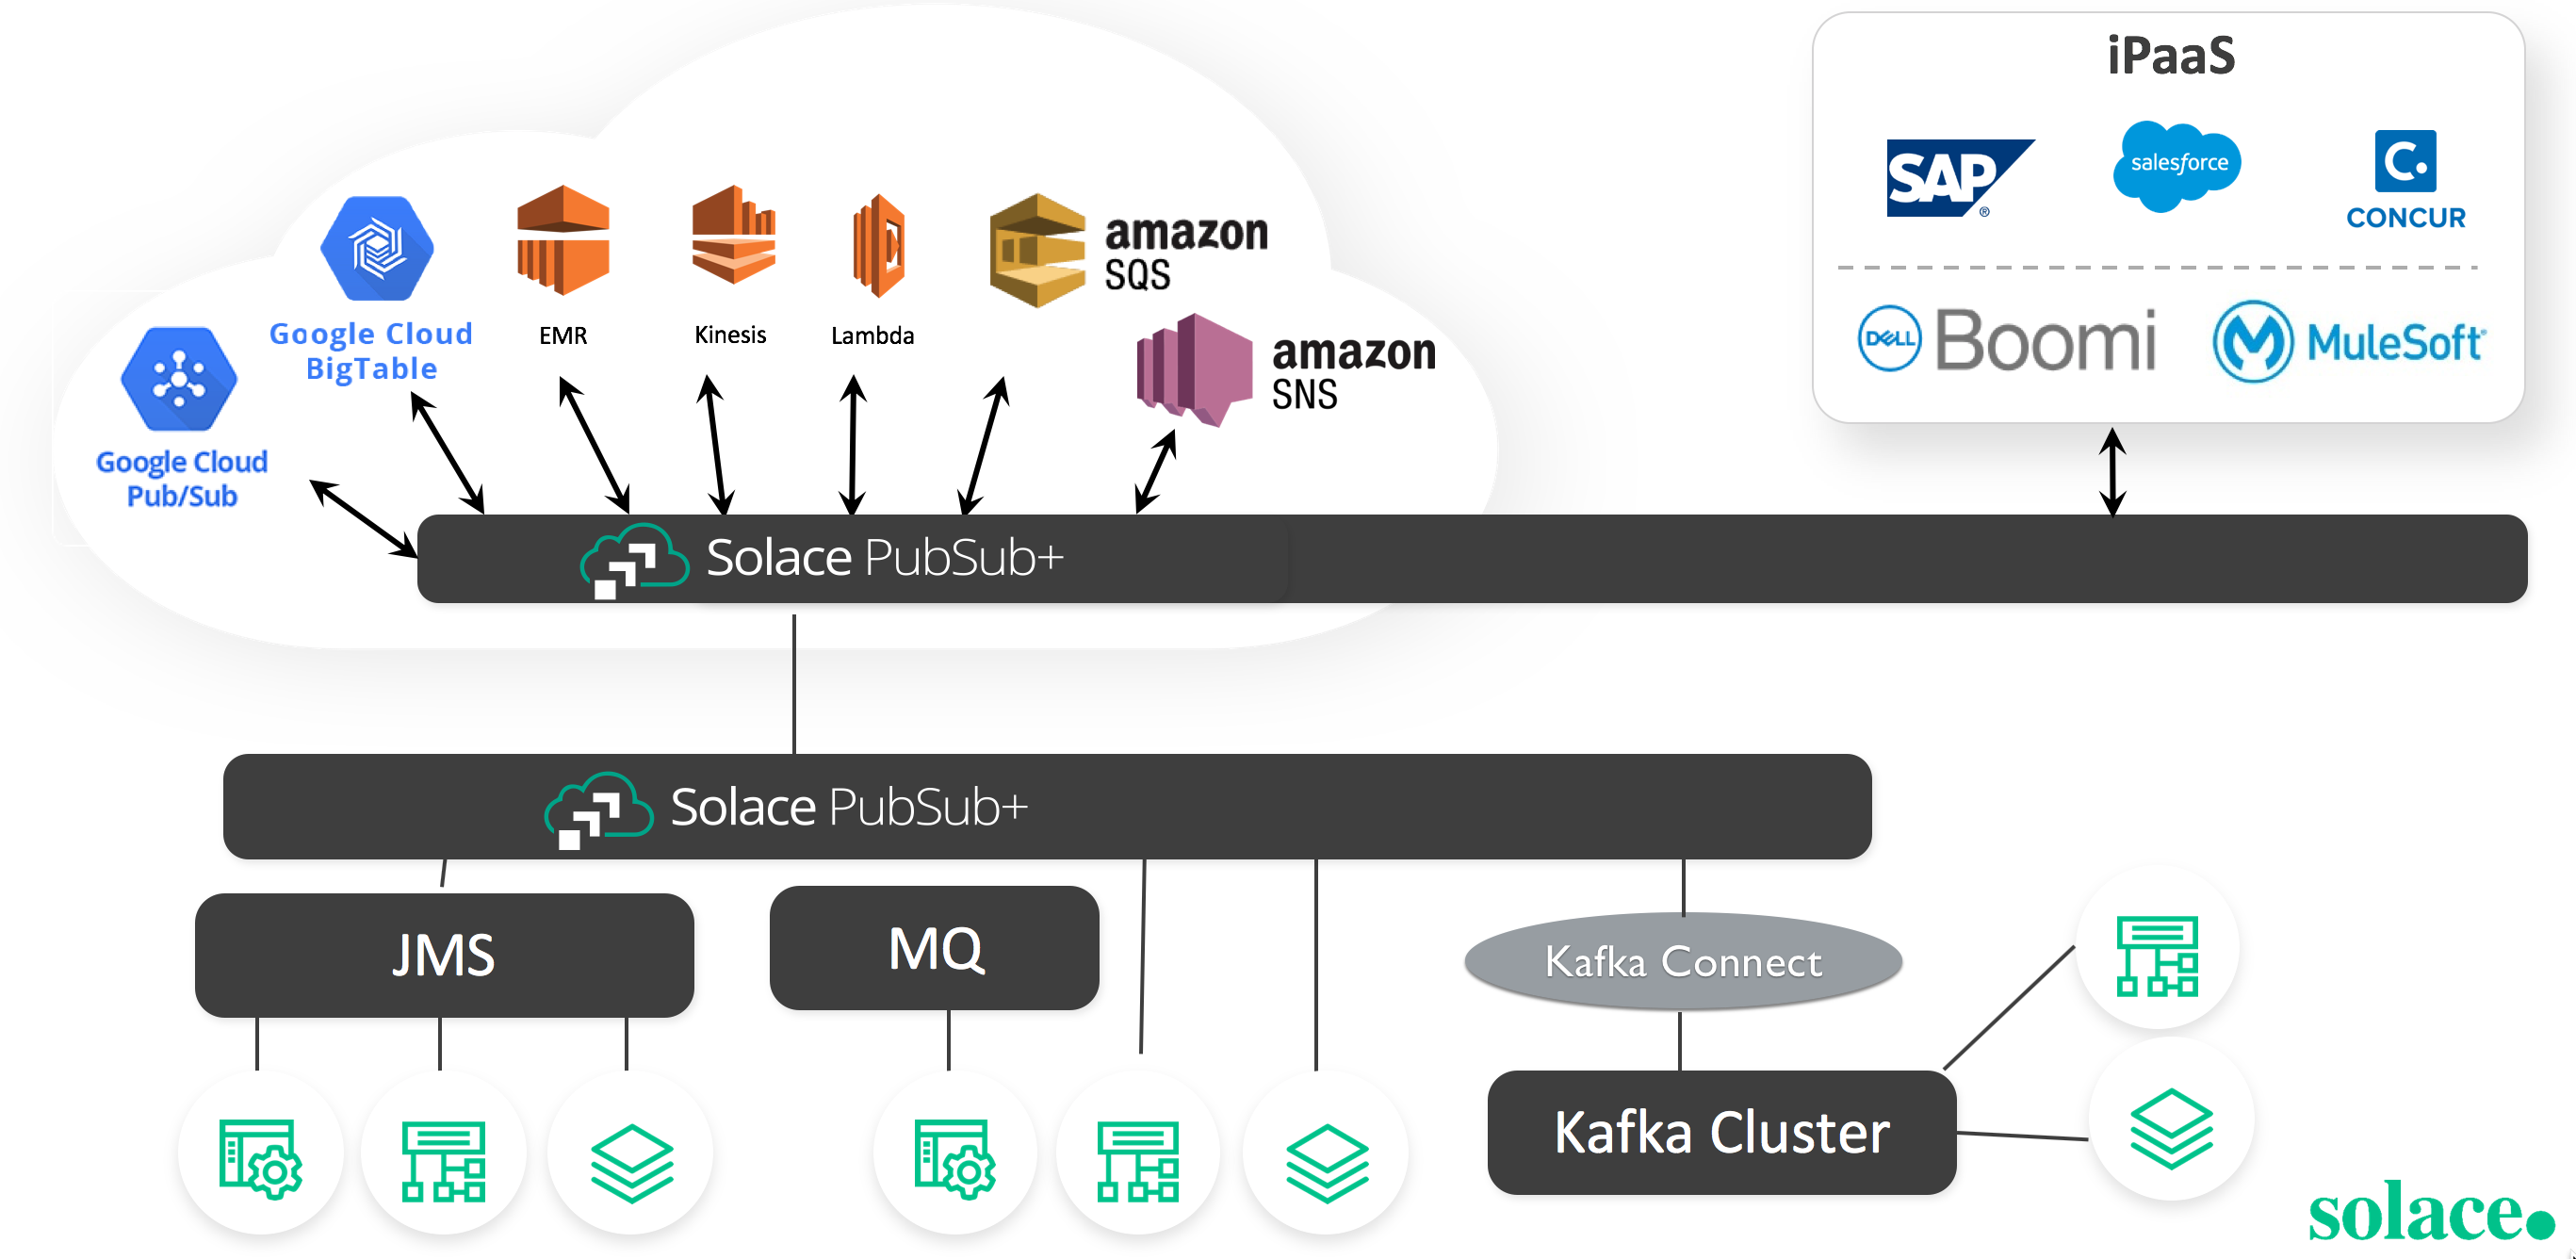 iPaaS
SAP
®
salesforce
C.
CONCUR
DELL
Boomi
MuleSoft
amazon
SQS
amazon
SNS
EMR
Kinesis
Lambda
Google Cloud
BigTable
Google Cloud
Pub/Sub
Solace PubSub+
Solace PubSub+
JMS
MQ
Kafka Connect
Kafka Cluster
solace.